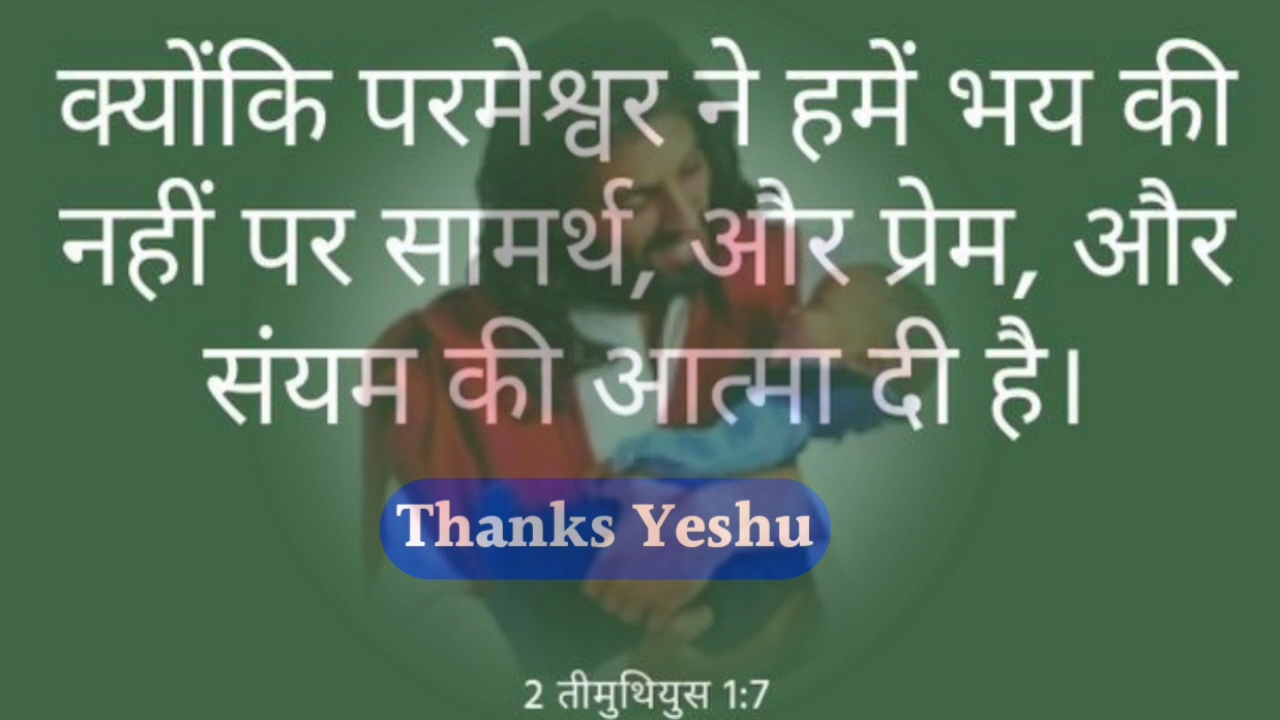 क्योंकि परमेश्वर ने हमें भय की
नहीं पर सामर्थ, और प्रेम, और
संयम की आत्मा दी है।
Thanks Yeshu
2 तीमुथियुस 1:7